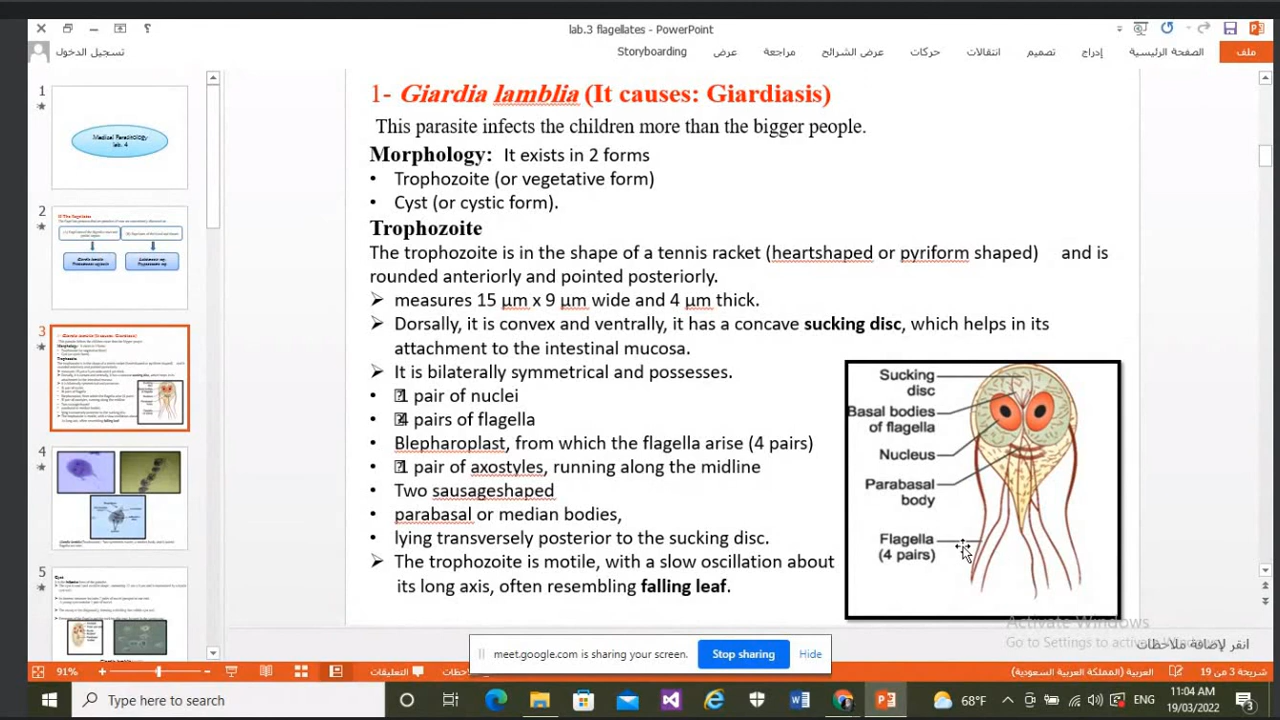 lab.3 flagellates - PowerPoint
تسجيل الدخول
ملف
الصفحة الرئيسية
إدراج
تصميم
انتقالات
حركات
عرض الشرائح
مراجعة
عرض
Storyboarding
1
Medical Parasitology
lab. 4
2
3
4
5
1- Giardia lamblia (It causes: Giardiasis)
This parasite infects the children more than the bigger people.
Morphology: It exists in 2 forms
• Trophozoite (or vegetative form)
• Cyst (or cystic form).
Trophozoite
The trophozoite is in the shape of a tennis racket (heartshaped or pyriform shaped) and is
rounded anteriorly and pointed posteriorly.
➢ measures 15 µm x 9 µm wide and 4 µm thick.
➢ Dorsally, it is convex and ventrally, it has a concave sucking disc, which helps in its
attachment to the intestinal mucosa.
➢ It is bilaterally symmetrical and possesses.
• 1 pair of nuclei
• 4 pairs of flagella
• Blepharoplast, from which the flagella arise (4 pairs)
• 1 pair of axostyles, running along the midline
• Two sausageshaped
• parabasal or median bodies,
• lying transversely posterior to the sucking disc.
➢ The trophozoite is motile, with a slow oscillation about
its long axis, often resembling falling leaf.
Sucking
disc
Basal bodies
of flagella
Nucleus
Parabasal
body
Flagella
(4 pairs)
Activate Windows
Go to Settings to activate Windows.
انقر لإضافة ملاحظات
meet.google.com is sharing your screen.
Stop sharing
Hide
91%
التعليقات
شريحة 3 من 19
العربية (المملكة العربية السعودية)
Type here to search
68°F
ENG
11:04 AM
19/03/2022
3